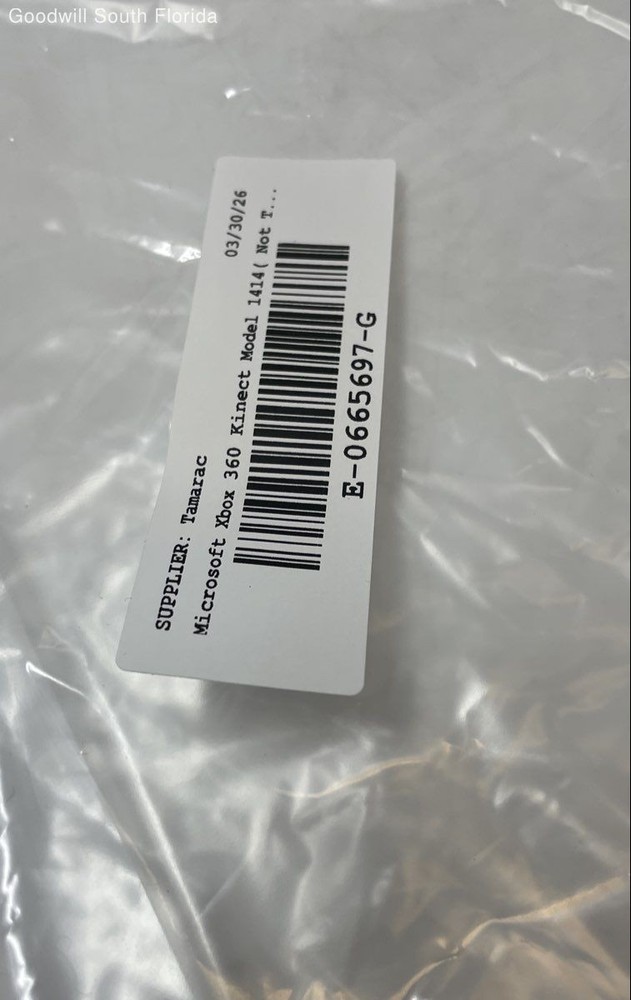 Goodwill South Florida
SUPPLIER: Tamarac
03/30/26
Microsoft Xbox 360 Kinect Model 1414( Not T...
E-0665697-G